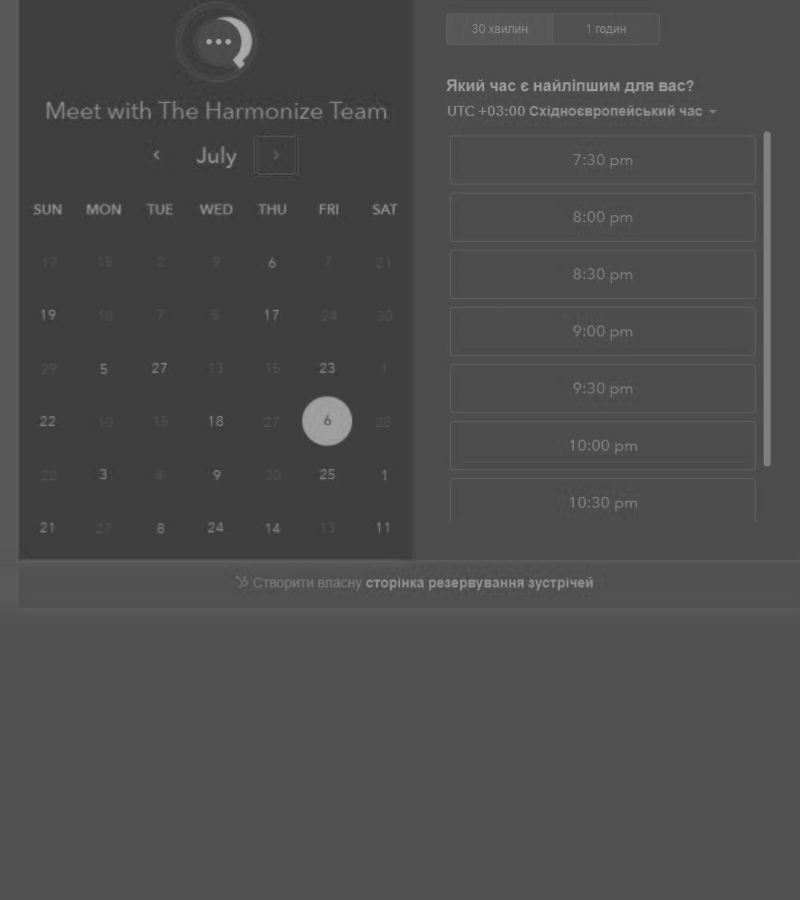 Meet with The Harmonize Team
July
SUN MON TUE WED THU FRI SAT
17 15 2 9 6 7 21
19 10 7 5 17 24 30
29 5 27 13 15 23 1
22 10 15 18 27 6 28
22 3 4 9 30 25 1
21 27 8 24 14 13 11
30 хвилин 1 годин
Який час є найліпшим для вас?
UTC +03:00 Східноєвропейський час
7:30 pm
8:00 pm
8:30 pm
9:00 pm
9:30 pm
10:00 pm
10:30 pm
Створити власну сторінка резервування зустрічей